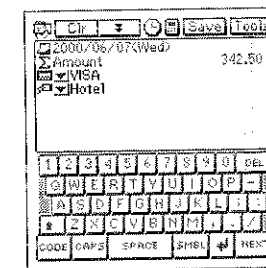 Clr Save Tools
2000/06/07(Wed)
Amount 342.50
VISA
Hotel
1 2 3 4 5 6 7 8 9 0 DEL
Q W E R T Y U I O P -
A S D F G H J K L ; :
Z X C V B N M , . /
CODE CAPS SPACE SMBL NEXT